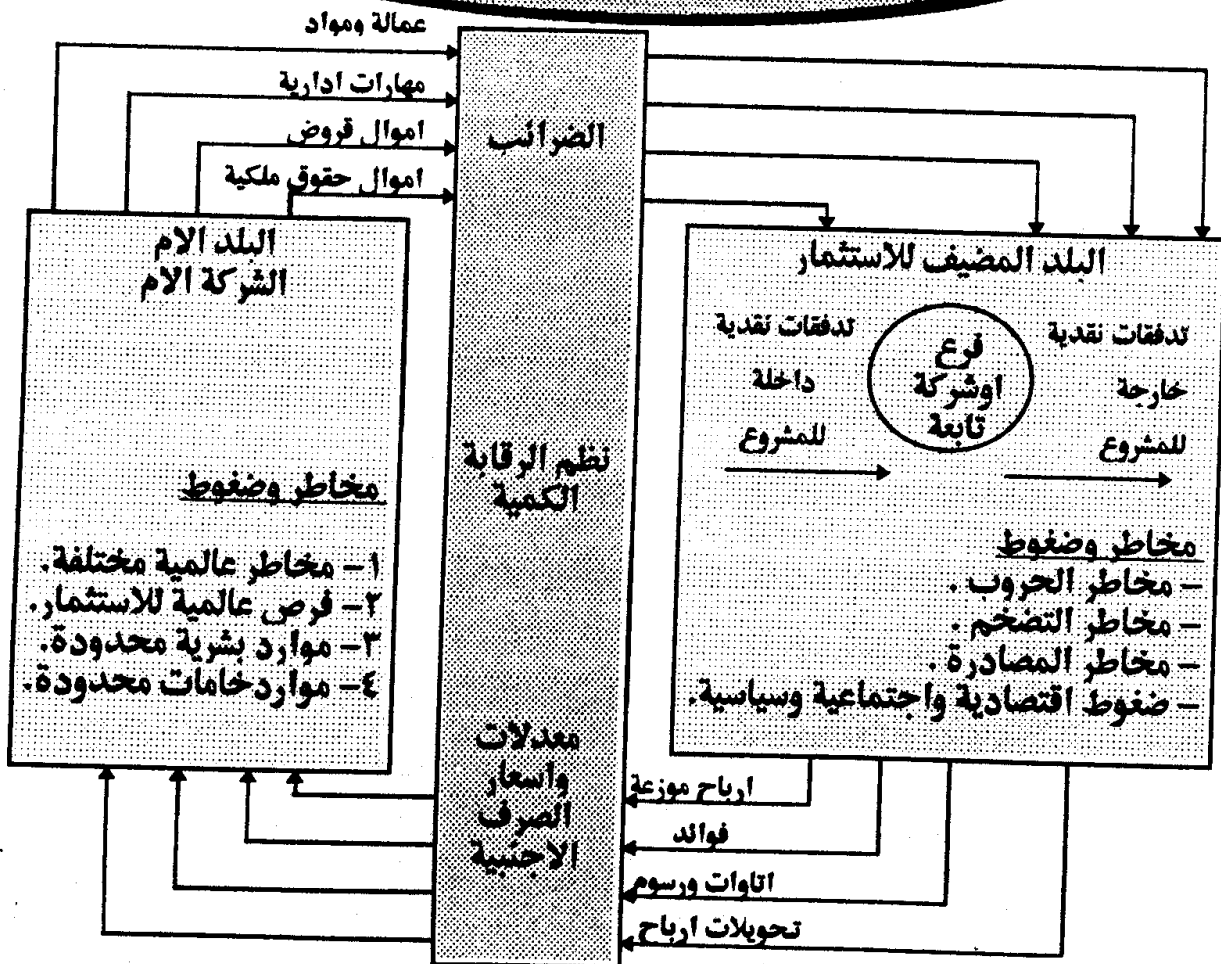 عمالة ومواد
مهارات ادارية
اموال قروض
اموال حقوق ملكية
الضرائب
نظم الرقابة
الكمية
معدلات
واسعار
الصرف
الاجنبية
البلد المضيف للاستثمار
تدفقات نقدية
خارجة
للمشروع
فرع
اوشركة
تابعة
تدفقات نقدية
داخلة
للمشروع
مخاطر وضغوط
– مخاطر الحروب .
– مخاطر التضخم .
– مخاطر المصادرة .
– ضغوط اقتصادية واجتماعية وسياسية.
البلد الام
الشركة الام
مخاطر وضغوط
١– مخاطر عالمية مختلفة.
٢– فرص عالمية للاستثمار.
٣– موارد بشرية محدودة.
٤– موارد خامات محدودة.
ارباح موزعة
فوائد
اتاوات ورسوم
تحويلات ارباح